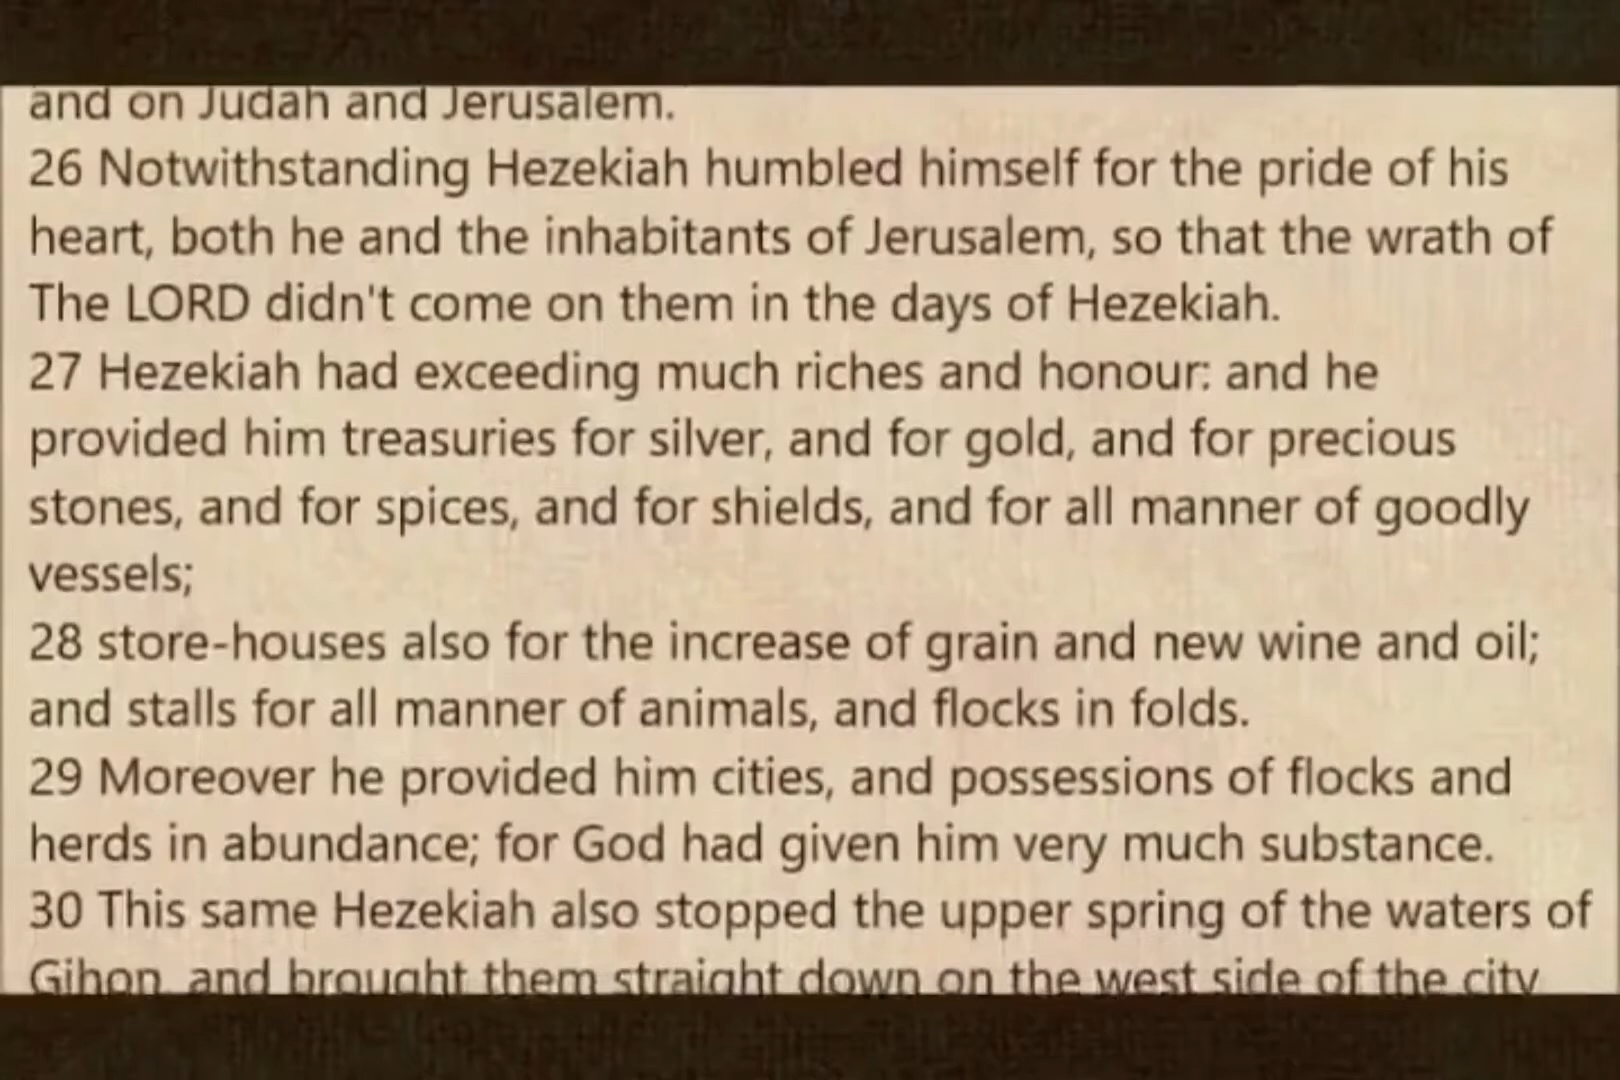 and on Judah and Jerusalem.
26 Notwithstanding Hezekiah humbled himself for the pride of his
heart, both he and the inhabitants of Jerusalem, so that the wrath of
The LORD didn't come on them in the days of Hezekiah.
27 Hezekiah had exceeding much riches and honour: and he
provided him treasuries for silver, and for gold, and for precious
stones, and for spices, and for shields, and for all manner of goodly
vessels;
28 store-houses also for the increase of grain and new wine and oil;
and stalls for all manner of animals, and flocks in folds.
29 Moreover he provided him cities, and possessions of flocks and
herds in abundance; for God had given him very much substance.
30 This same Hezekiah also stopped the upper spring of the waters of
Gihon, and brought them straight down on the west side of the city